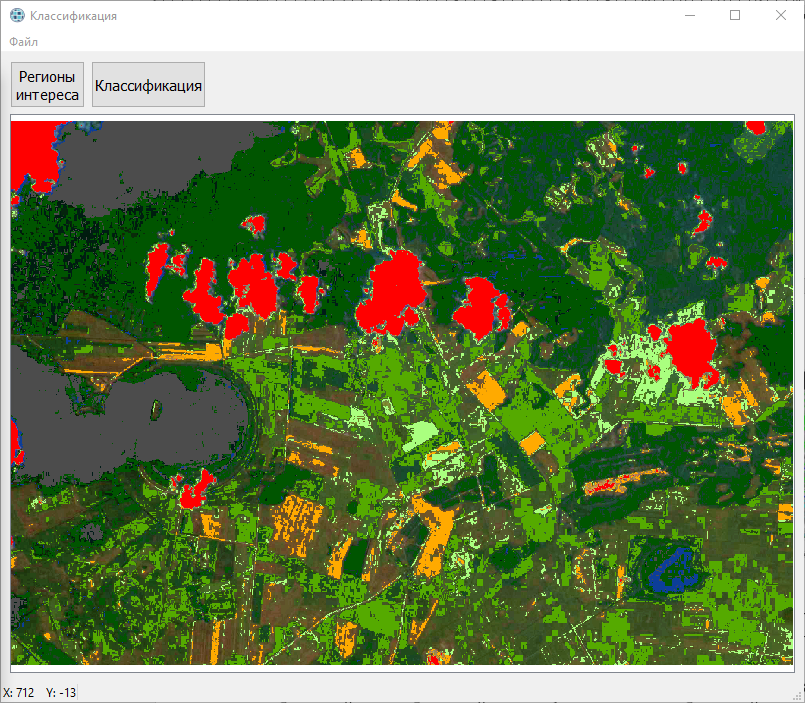 Классификация
Файл
Регионы
интереса
Классификация
X: 712 Y: -13